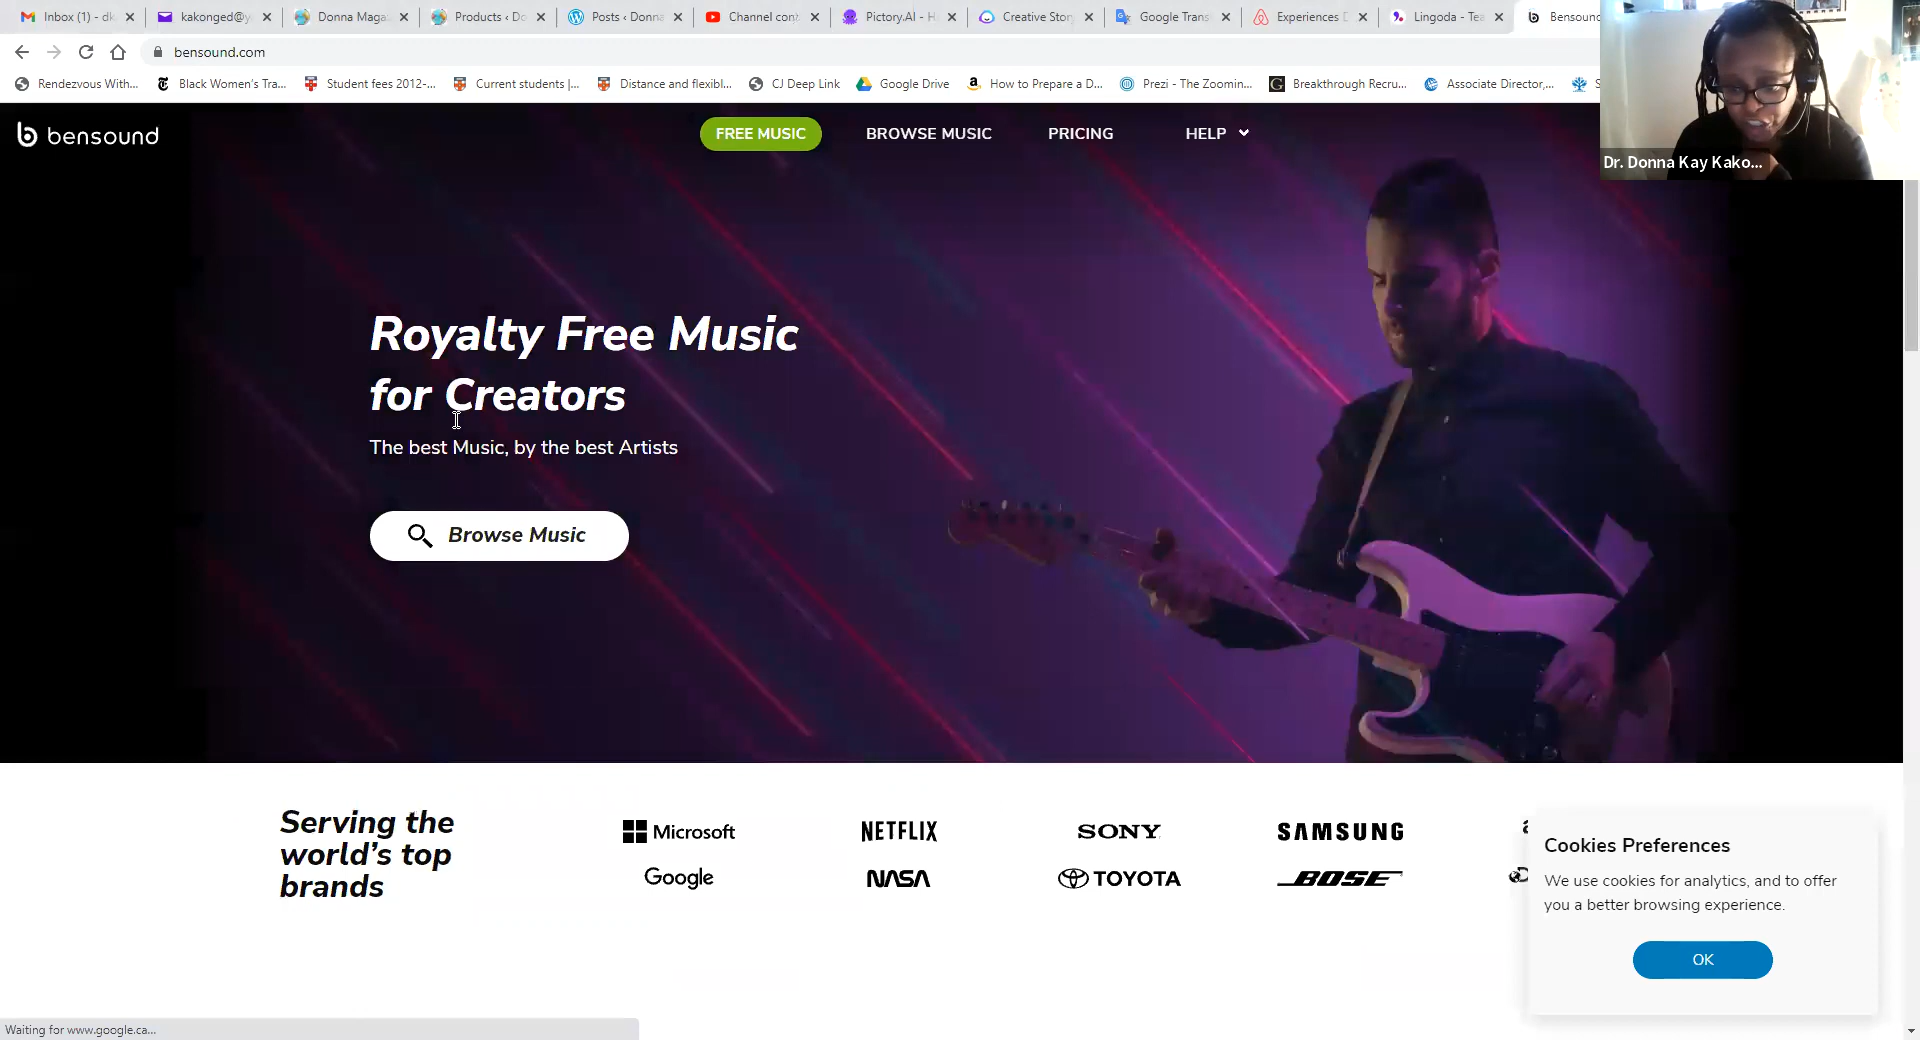 Inbox (1) - dk
kakonged@y
Donna Maga
Products ‹ Do
Posts ‹ Donna
Channel cont
Pictory.AI - H
Creative Stor
Google Trans
Experiences D
Lingoda - Tea
Bensound
bensound.com
Rendezvous With...
Black Women's Tra...
Student fees 2012-...
Current students |...
Distance and flexibl...
CJ Deep Link
Google Drive
How to Prepare a D...
Prezi - The Zoomin...
Breakthrough Recru...
Associate Director,...
S
Dr. Donna Kay Kako...
bensound
FREE MUSIC
BROWSE MUSIC
PRICING
HELP
Royalty Free Music
for Creators
The best Music, by the best Artists
Browse Music
Serving the
world's top
brands
Microsoft
NETFLIX
SONY
SAMSUNG
a
Google
NASA
TOYOTA
BOSE
Cookies Preferences
We use cookies for analytics, and to offer
you a better browsing experience.
OK
Waiting for www.google.ca...